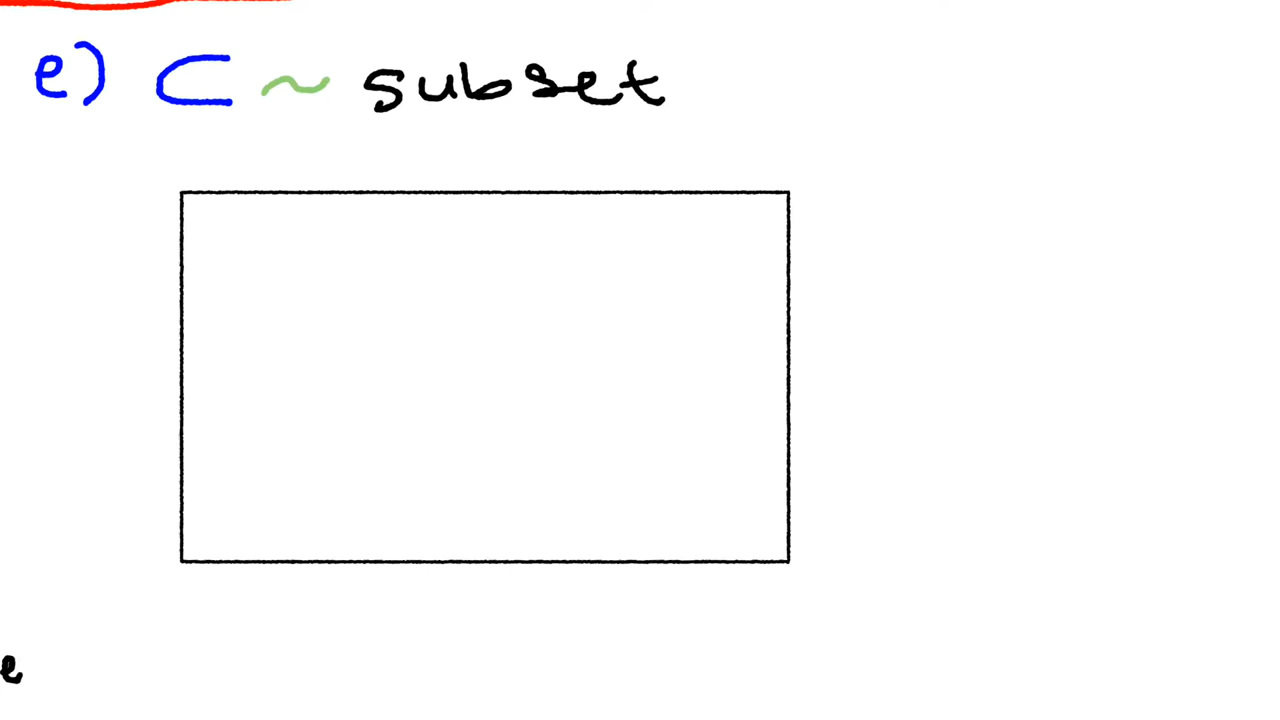 e) ⊂ ~ subset
e